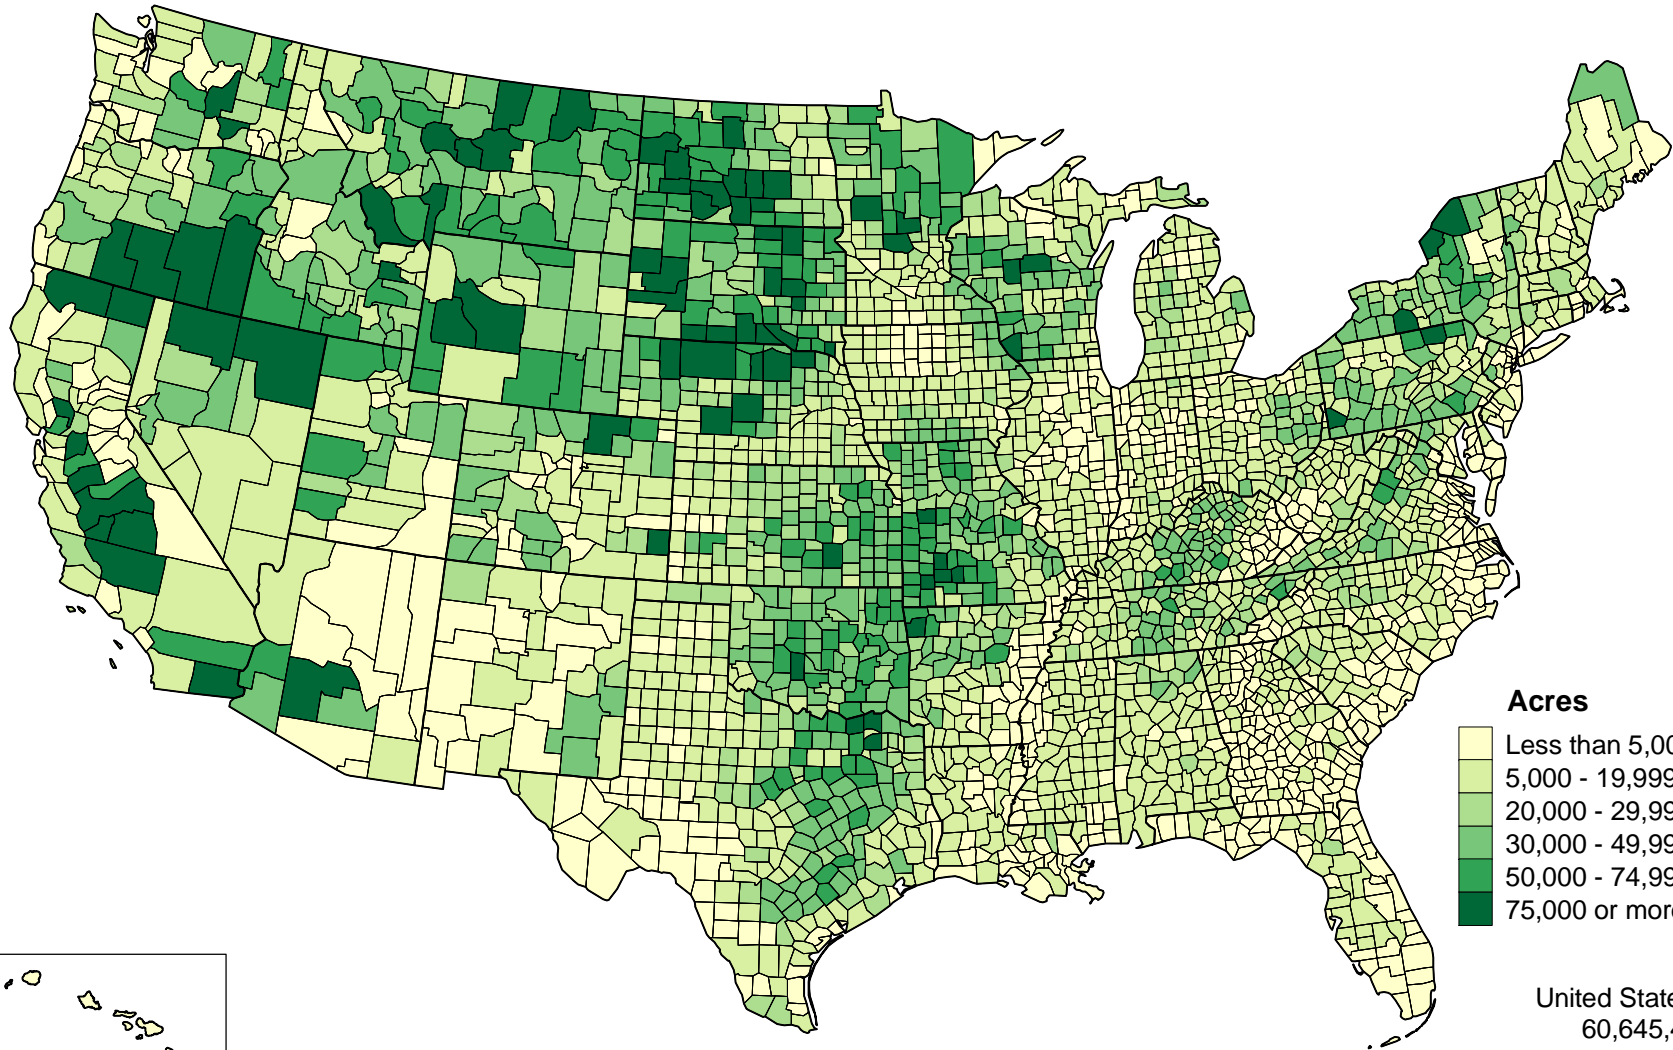 Acres
Less than 5,00
5,000 - 19,999
20,000 - 29,99
30,000 - 49,99
50,000 - 74,99
75,000 or more
United State
60,645,4